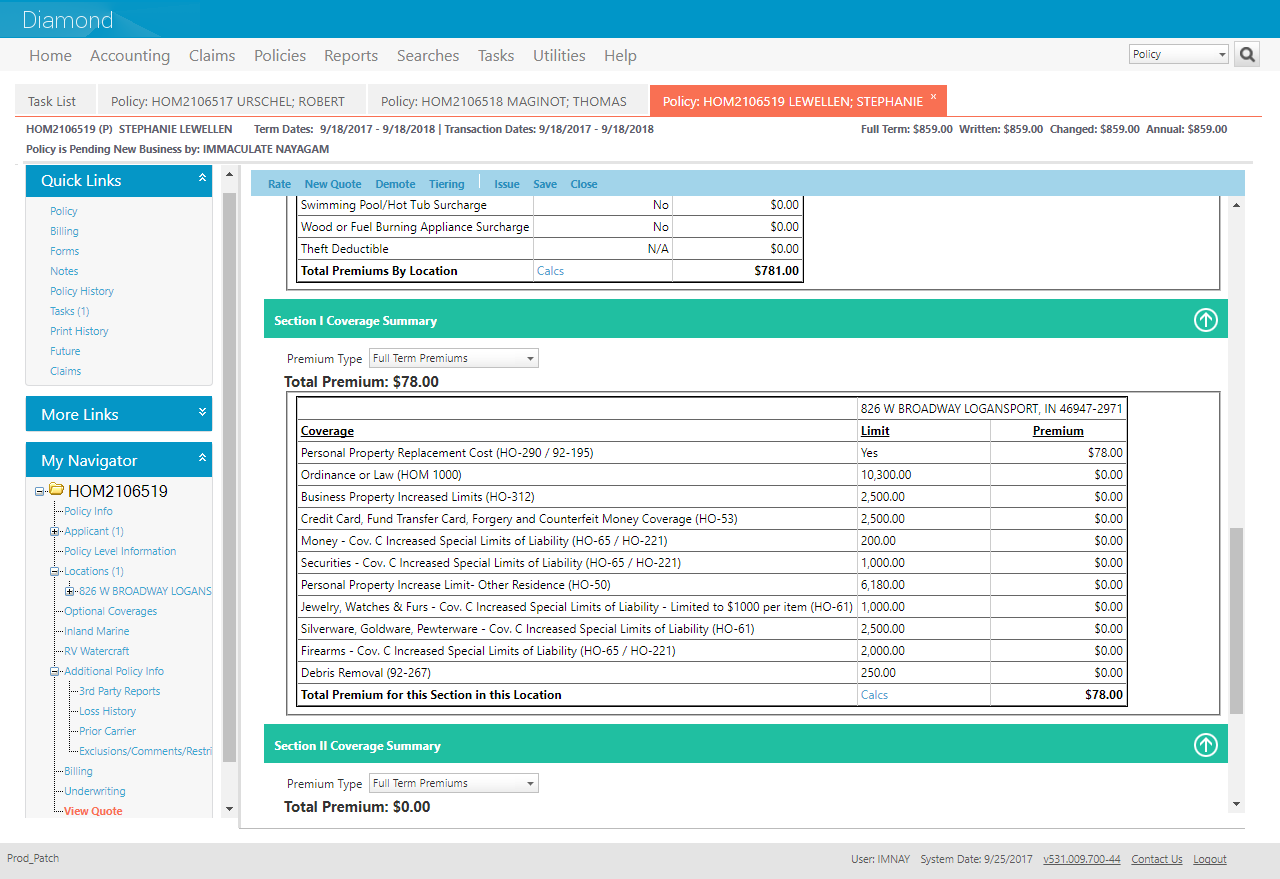 Diamond
Home Accounting Claims Policies Reports Searches Tasks Utilities Help Policy
Task List Policy: HOM2106517 URSCHEL; ROBERT Policy: HOM2106518 MAGINOT; THOMAS Policy: HOM2106519 LEWELLEN; STEPHANIE x
HOM2106519 (P) STEPHANIE LEWELLEN Term Dates: 9/18/2017 - 9/18/2018 | Transaction Dates: 9/18/2017 - 9/18/2018 Full Term: $859.00 Written: $859.00 Changed: $859.00 Annual: $859.00
Policy is Pending New Business by: IMMACULATE NAYAGAM
Quick Links
Policy
Billing
Forms
Notes
Policy History
Tasks (1)
Print History
Future
Claims
More Links
My Navigator
HOM2106519
Policy Info
Applicant (1)
Policy Level Information
Locations (1)
826 W BROADWAY LOGANS
Optional Coverages
Inland Marine
RV Watercraft
Additional Policy Info
3rd Party Reports
Loss History
Prior Carrier
Exclusions/Comments/Restri
Billing
Underwriting
View Quote
Rate New Quote Demote Tiering Issue Save Close
Swimming Pool/Hot Tub Surcharge No $0.00
Wood or Fuel Burning Appliance Surcharge No $0.00
Theft Deductible N/A $0.00
Total Premiums By Location Calcs $781.00
Section I Coverage Summary
Premium Type Full Term Premiums
Total Premium: $78.00
826 W BROADWAY LOGANSPORT, IN 46947-2971
Coverage Limit Premium
Personal Property Replacement Cost (HO-290 / 92-195) Yes $78.00
Ordinance or Law (HOM 1000) 10,300.00 $0.00
Business Property Increased Limits (HO-312) 2,500.00 $0.00
Credit Card, Fund Transfer Card, Forgery and Counterfeit Money Coverage (HO-53) 2,500.00 $0.00
Money - Cov. C Increased Special Limits of Liability (HO-65 / HO-221) 200.00 $0.00
Securities - Cov. C Increased Special Limits of Liability (HO-65 / HO-221) 1,000.00 $0.00
Personal Property Increase Limit- Other Residence (HO-50) 6,180.00 $0.00
Jewelry, Watches & Furs - Cov. C Increased Special Limits of Liability - Limited to $1000 per item (HO-61) 1,000.00 $0.00
Silverware, Goldware, Pewterware - Cov. C Increased Special Limits of Liability (HO-61) 2,500.00 $0.00
Firearms - Cov. C Increased Special Limits of Liability (HO-65 / HO-221) 2,000.00 $0.00
Debris Removal (92-267) 250.00 $0.00
Total Premium for this Section in this Location Calcs $78.00
Section II Coverage Summary
Premium Type Full Term Premiums
Total Premium: $0.00
Prod_Patch User: IMNAY System Date: 9/25/2017 v531.009.700-44 Contact Us Logout